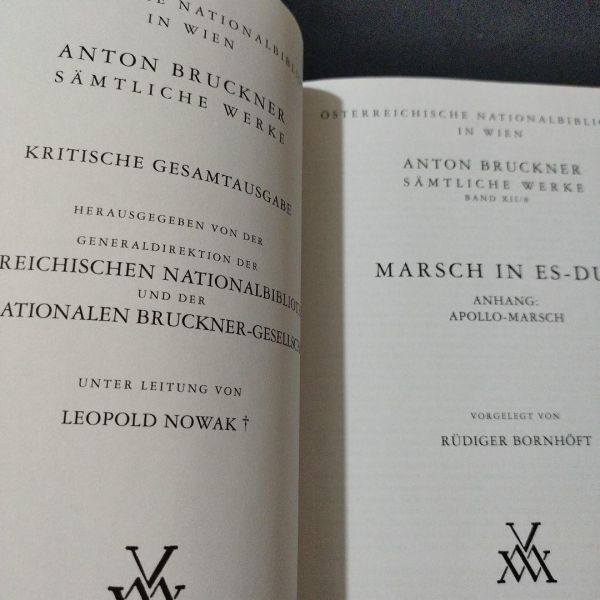 HE NATIONALBIBLI
IN WIEN
ANTON BRUCKNER
SÄMTLICHE WERKE
KRITISCHE GESAMTAUSGABE
HERAUSGEGEBEN VON DER
GENERALDIREKTION DER
REICHISCHEN NATIONALBIBLIOT
UND DER
ATIONALEN BRUCKNER-GESELLSC
UNTER LEITUNG VON
LEOPOLD NOWAK †
ÖSTERREICHISCHE NATIONALBIBLIO
IN WIEN
ANTON BRUCKNER
SÄMTLICHE WERKE
BAND XII/8
MARSCH IN ES-DU
ANHANG:
APOLLO-MARSCH
VORGELEGT VON
RÜDIGER BORNHÖFT